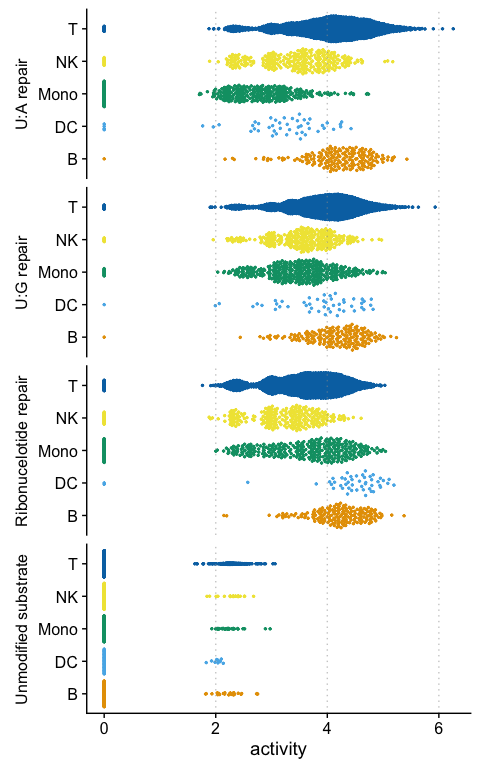 U:A repair
T
NK
Mono
DC
B
U:G repair
T
NK
Mono
DC
B
Ribonucelotide repair
T
NK
Mono
DC
B
Unmodified substrate
T
NK
Mono
DC
B
0 2 4 6
activity